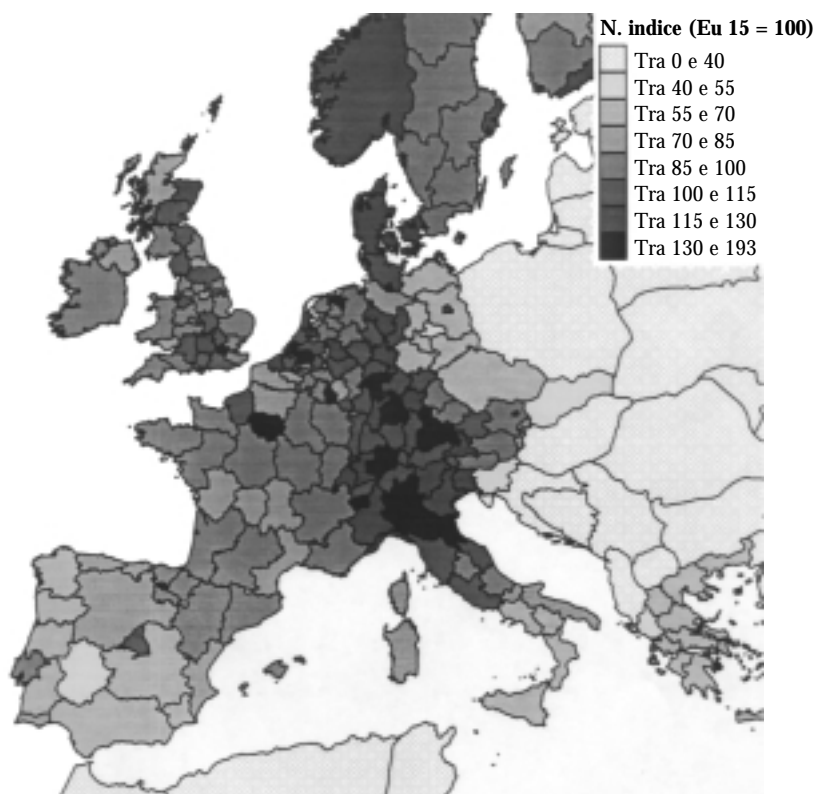 N. indice (Eu 15 = 100)
Tra 0 e 40
Tra 40 e 55
Tra 55 e 70
Tra 70 e 85
Tra 85 e 100
Tra 100 e 115
Tra 115 e 130
Tra 130 e 193